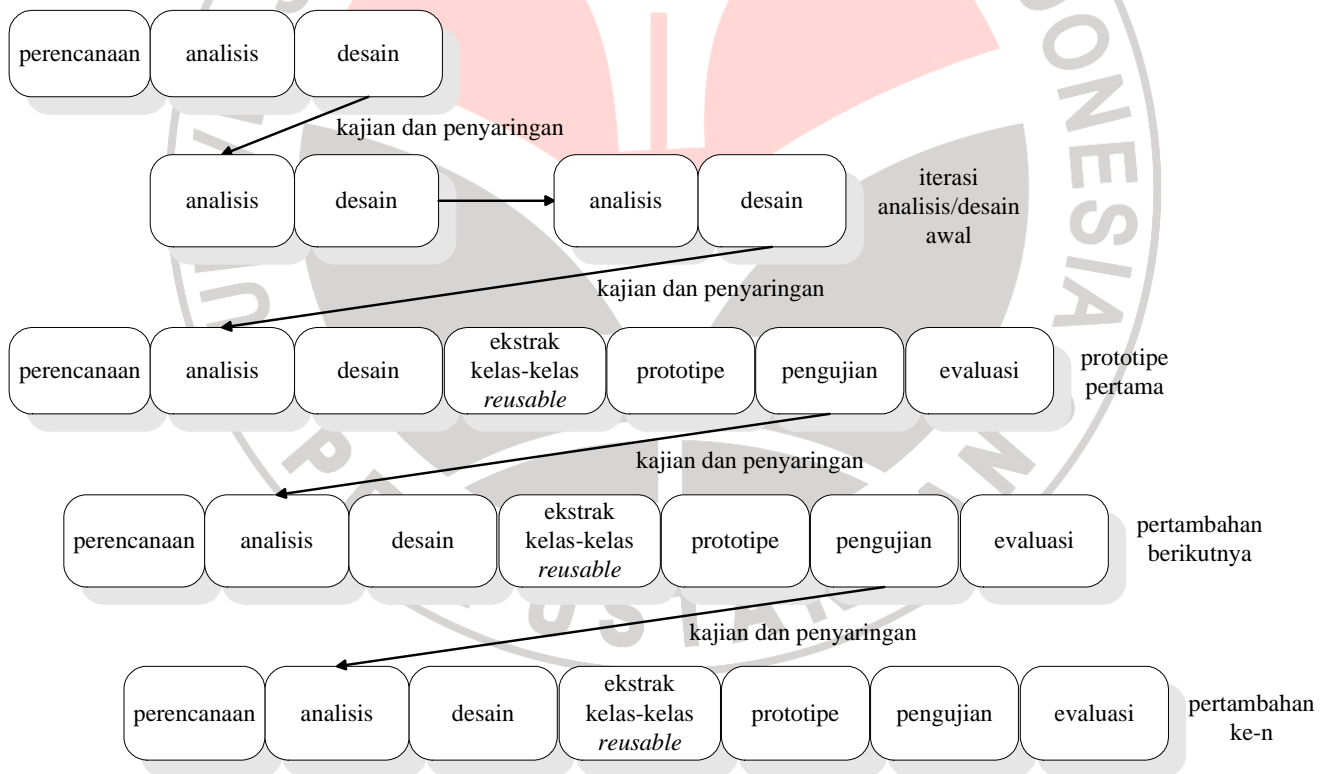 perencanaan
analisis
desain
kajian dan penyaringan
analisis
desain
analisis
desain
iterasi
analisis/desain
awal
kajian dan penyaringan
perencanaan
analisis
desain
ekstrak
kelas-kelas
reusable
prototipe
pengujian
evaluasi
prototipe
pertama
kajian dan penyaringan
perencanaan
analisis
desain
ekstrak
kelas-kelas
reusable
prototipe
pengujian
evaluasi
pertambahan
berikutnya
kajian dan penyaringan
perencanaan
analisis
desain
ekstrak
kelas-kelas
reusable
prototipe
pengujian
evaluasi
pertambahan
ke-n